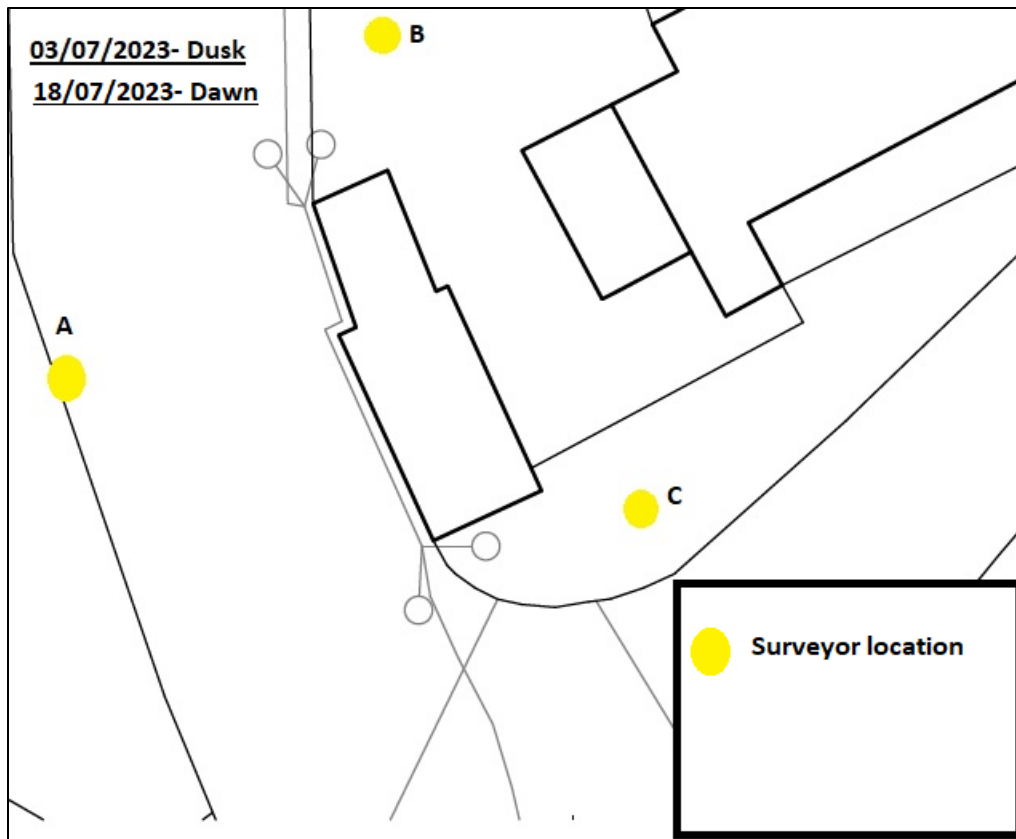 03/07/2023- Dusk
18/07/2023- Dawn
B
A
C
Surveyor location